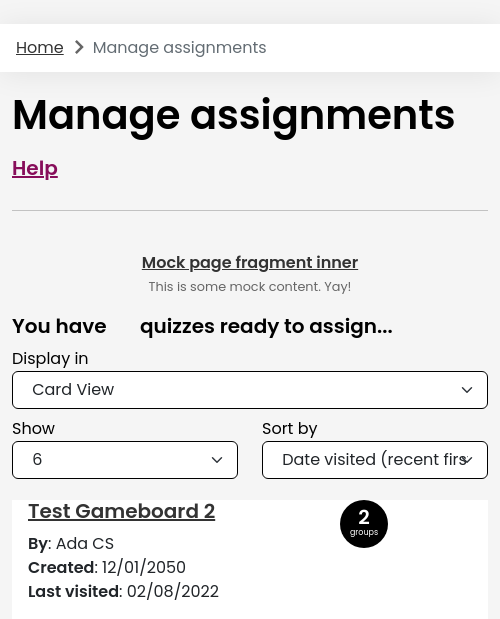 Home > Manage assignments
Manage assignments
Help
Mock page fragment inner
This is some mock content. Yay!
You have quizzes ready to assign...
Display in
Card View
Show Sort by
6 Date visited (recent firs
Test Gameboard 2
2
groups
By: Ada CS
Created: 12/01/2050
Last visited: 02/08/2022